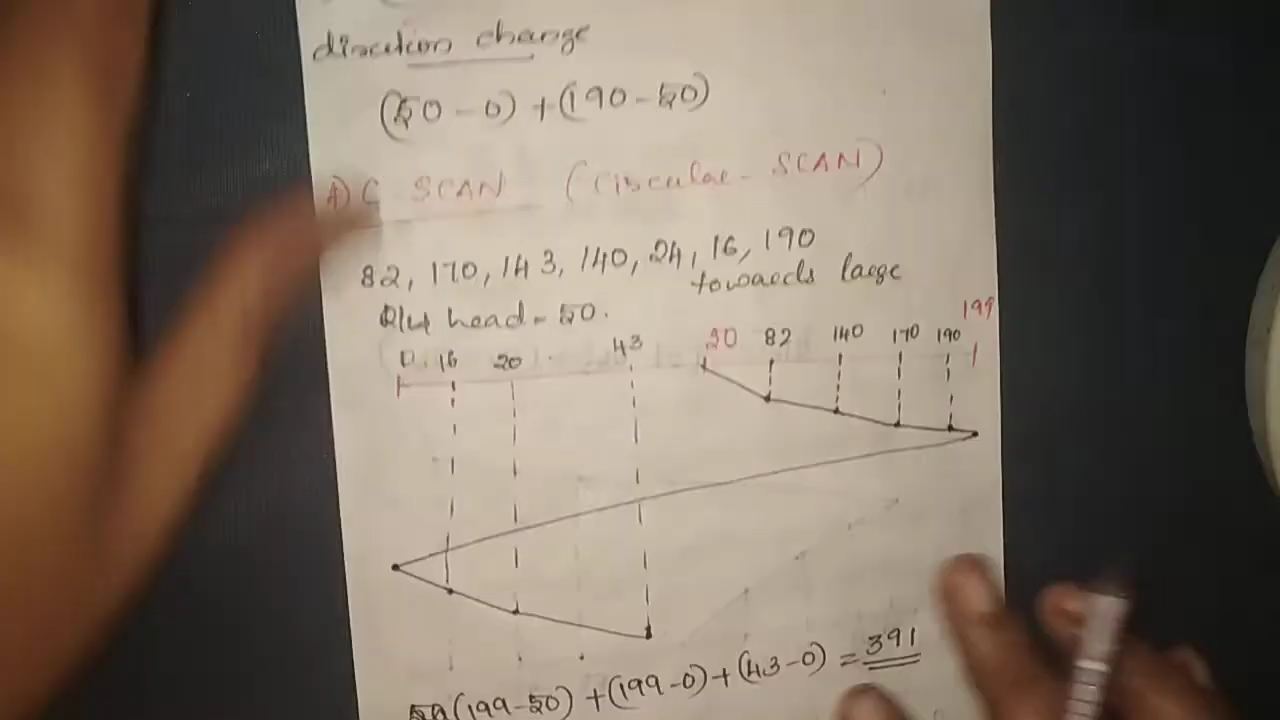 direction change
(50-0)+(190-50)
4) C SCAN (Circular-SCAN)
82, 170, 143, 140, 24, 16, 190
towards large
R/W head = 50.
0 16 20 43 50 82 140 170 190 199
(199-50)+(199-0)+(43-0)=391